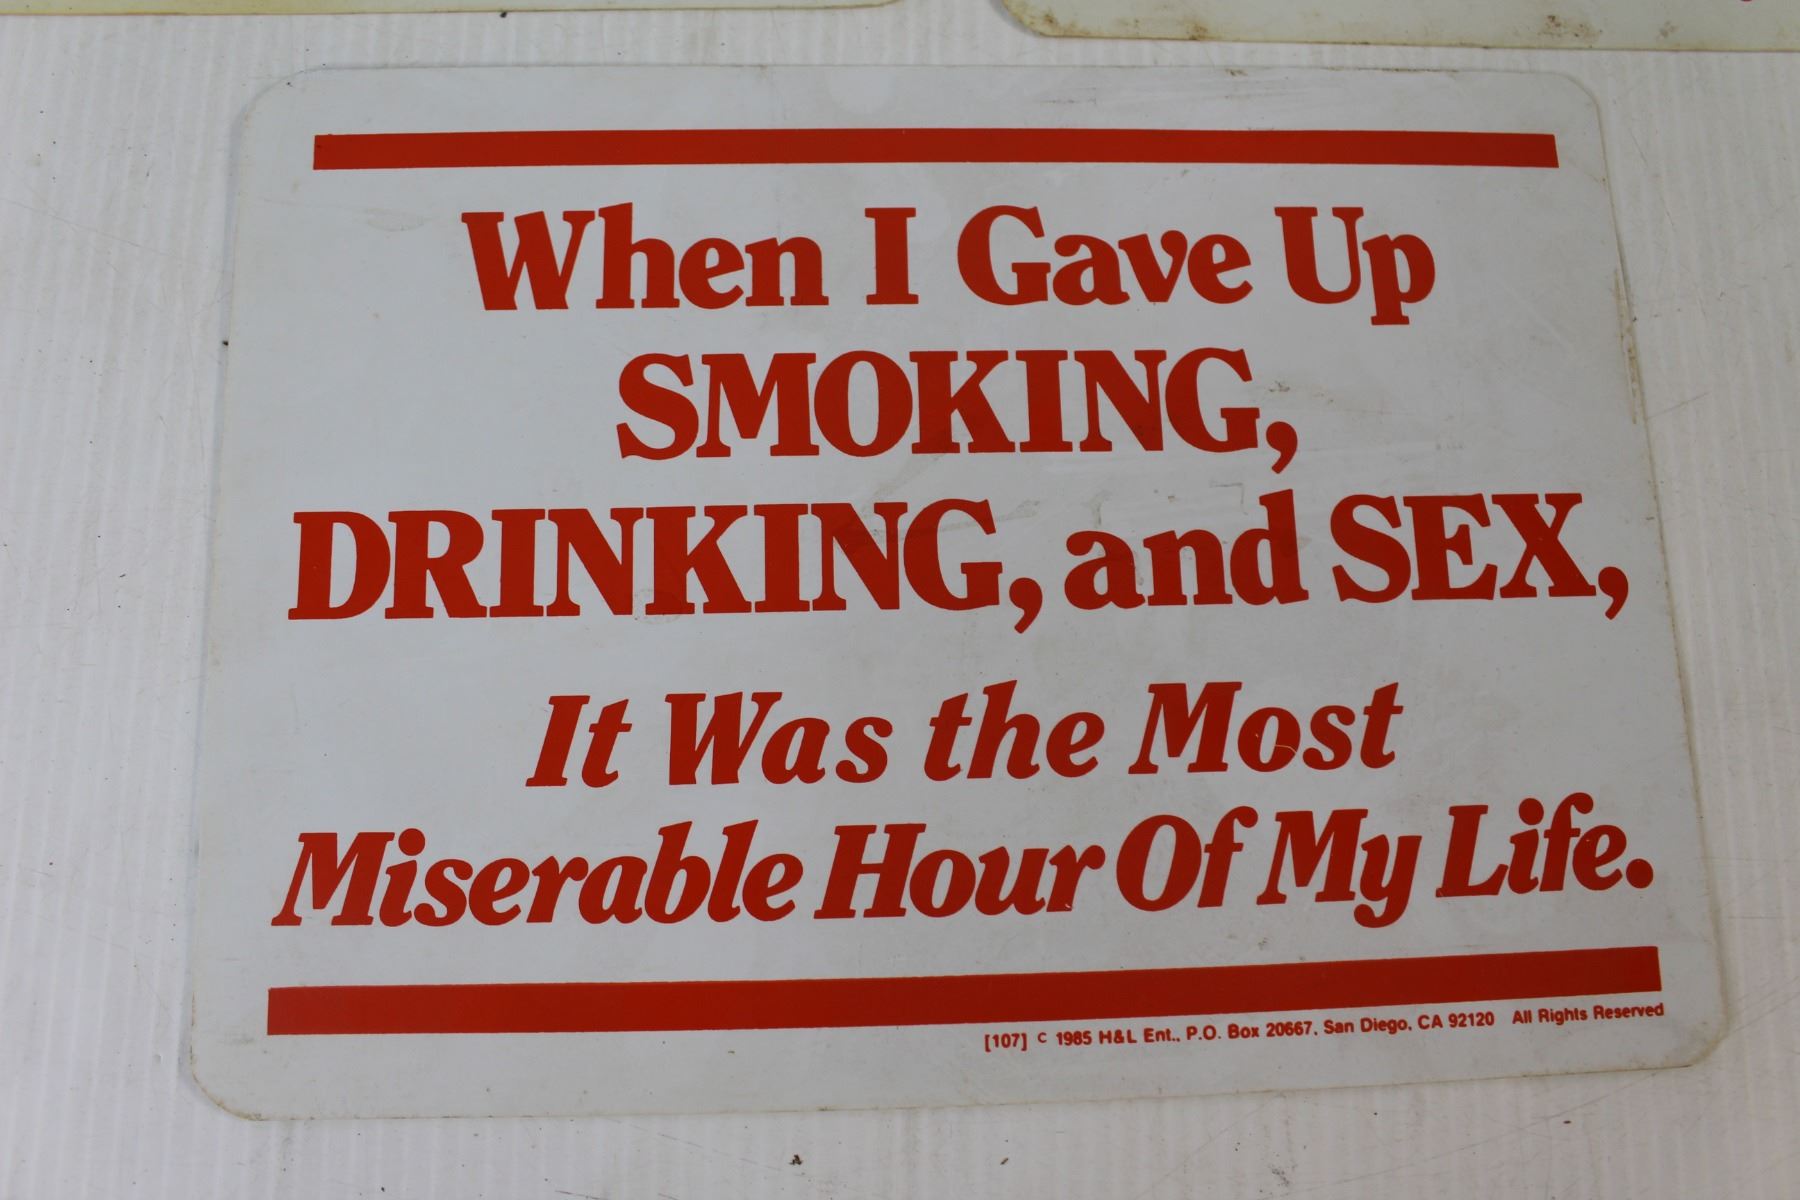 When I Gave Up
SMOKING,
DRINKING, and SEX,
It Was the Most
Miserable Hour Of My Life.
[107] © 1985 H&L Ent., P.O. Box 20667, San Diego, CA 92120 All Rights Reserved